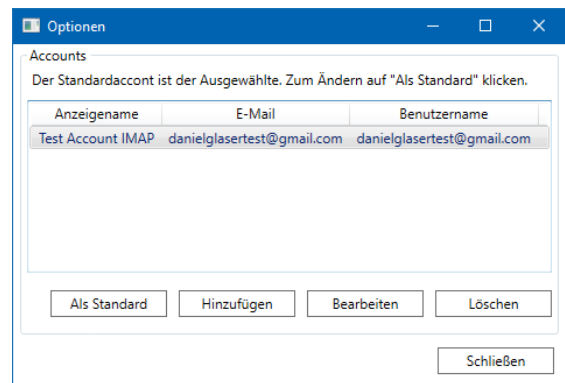 Optionen
Accounts
Der Standardaccont ist der Ausgewählte. Zum Ändern auf "Als Standard" klicken.
Anzeigename E-Mail Benutzername
Test Account IMAP danielglasertest@gmail.com danielglasertest@gmail.com
Als Standard Hinzufügen Bearbeiten Löschen
Schließen